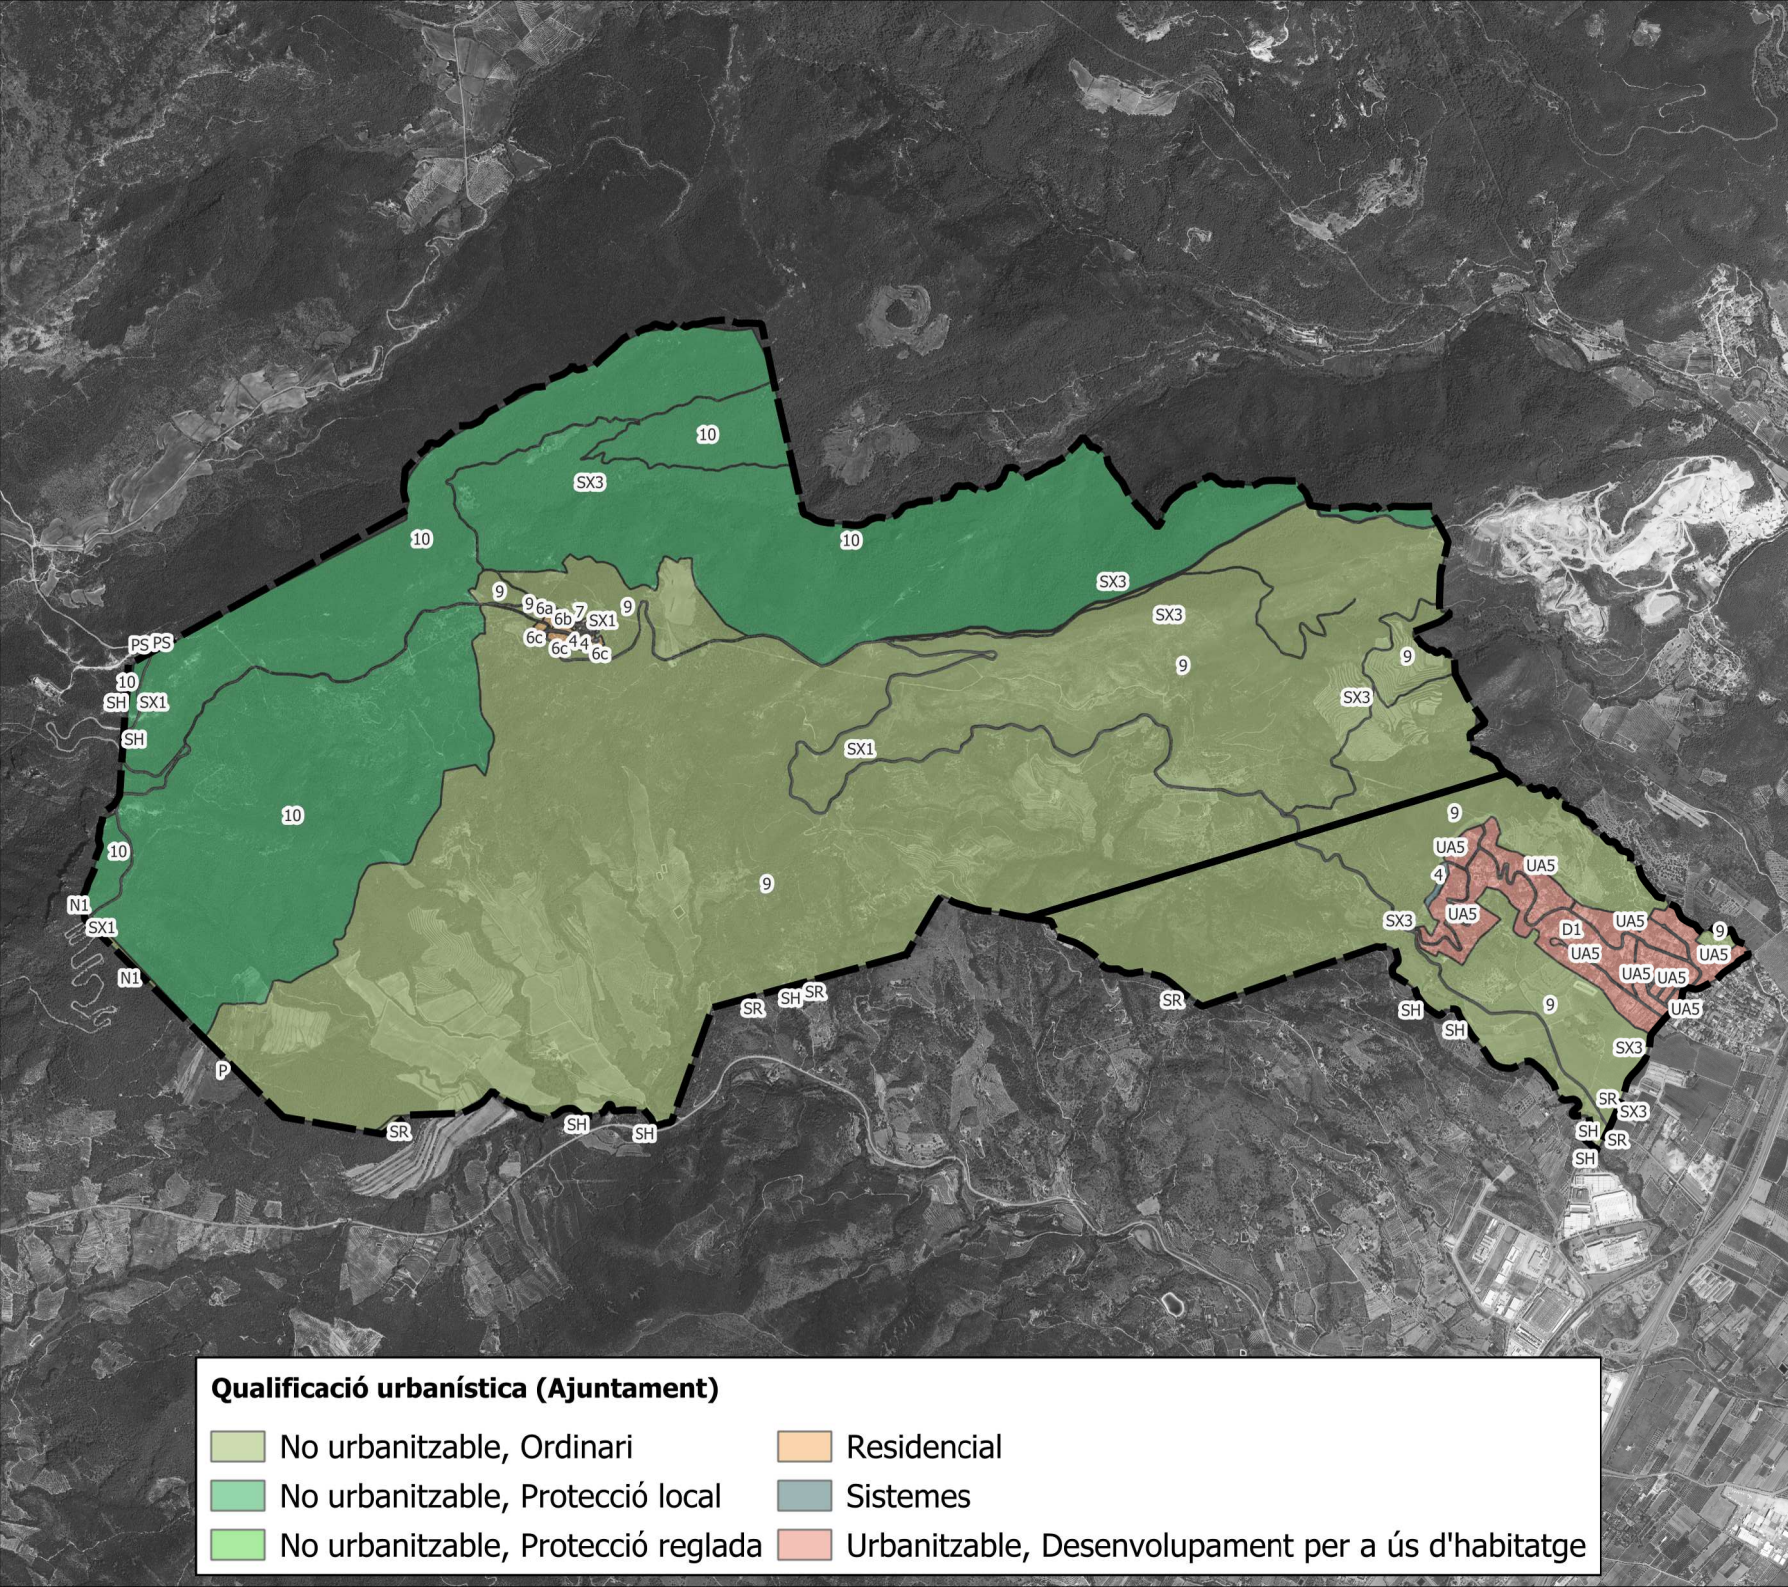 10
SX3
10
10
SX3
9
9
6a
7
9
6b
SX1
SX3
6c
4
4
6c
6c
PS
PS
9
9
10
SH
SX1
SX3
SH
SX1
10
9
UA5
10
UA5
4
9
N1
UA5
SX3
UA5
SX1
D1
9
UA5
UA5
N1
UA5
UA5
SR
SH
SR
SR
9
SH
UA5
SH
SX3
P
SR
SX3
SR
SH
SH
SH
SR
SH
Qualificació urbanística (Ajuntament)
No urbanitzable, Ordinari
No urbanitzable, Protecció local
No urbanitzable, Protecció reglada
Residencial
Sistemes
Urbanitzable, Desenvolupament per a ús d'habitatge